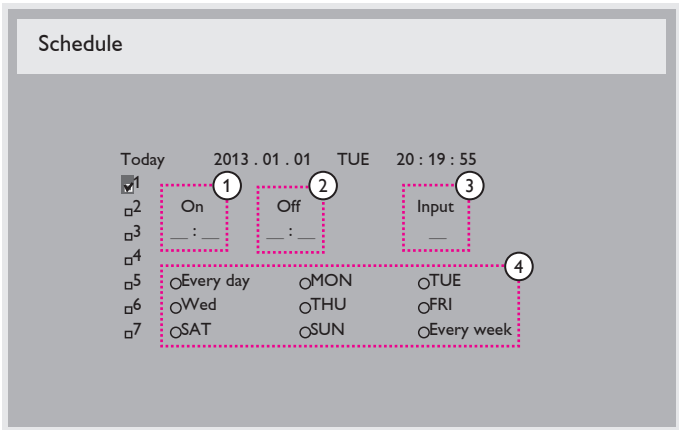 Schedule
Today 2013 . 01 . 01 TUE 20 : 19 : 55
1 1 2 3
2 On Off Input
3 __ : __ __ : __ __
4 4
5 Every day MON TUE
6 Wed THU FRI
7 SAT SUN Every week